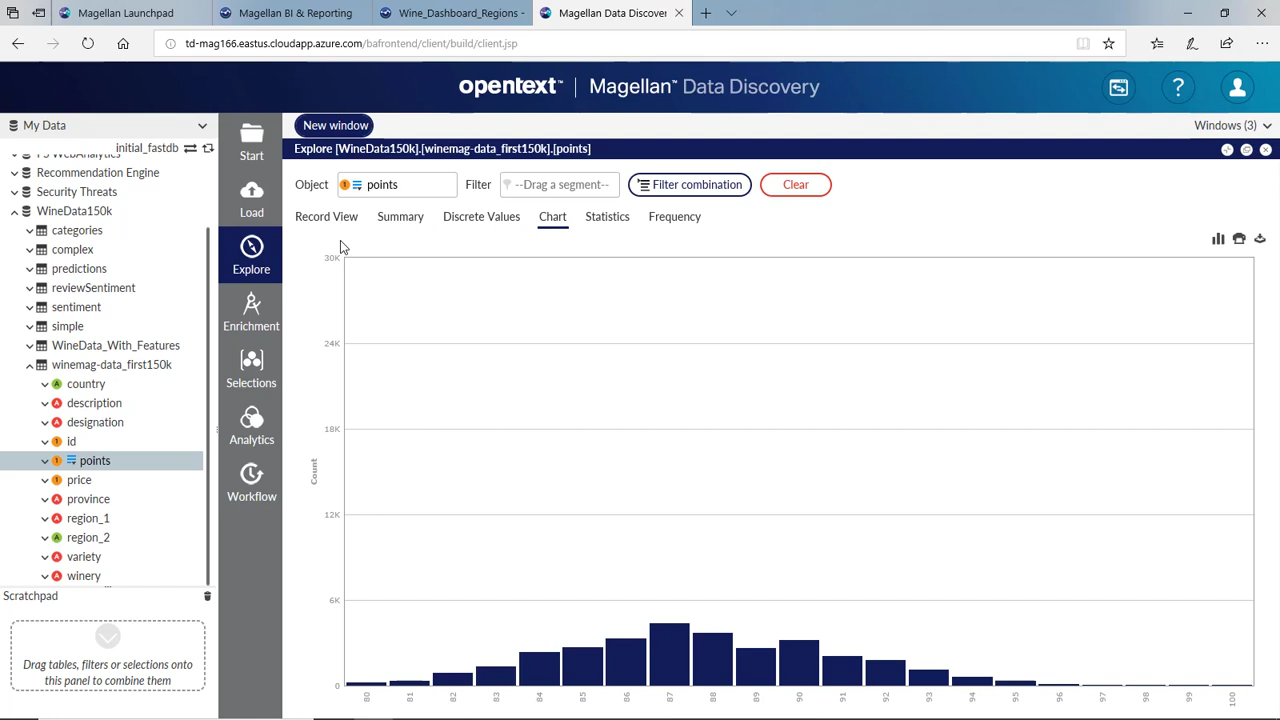 Magellan Launchpad
Magellan BI & Reporting
Wine_Dashboard_Regions -
Magellan Data Discover
td-mag166.eastus.cloudapp.azure.com/bafrontend/client/build/client.jsp
opentext™ | Magellan™ Data Discovery
My Data
New window
Windows (3)
initial_fastdb
Explore [WineData150k].[winemag-data_first150k].[points]
Recommendation Engine
Security Threats
WineData150k
categories
complex
predictions
reviewSentiment
sentiment
simple
WineData_With_Features
winemag-data_first150k
country
description
designation
id
points
price
province
region_1
region_2
variety
winery
Scratchpad
Drag tables, filters or selections onto
this panel to combine them
Start
Load
Explore
Enrichment
Selections
Analytics
Workflow
Object
points
Filter
--Drag a segment--
Filter combination
Clear
Record View
Summary
Discrete Values
Chart
Statistics
Frequency
30K
24K
18K
12K
6K
0
Count
80
81
82
83
84
85
86
87
88
89
90
91
92
93
94
95
96
97
98
99
100